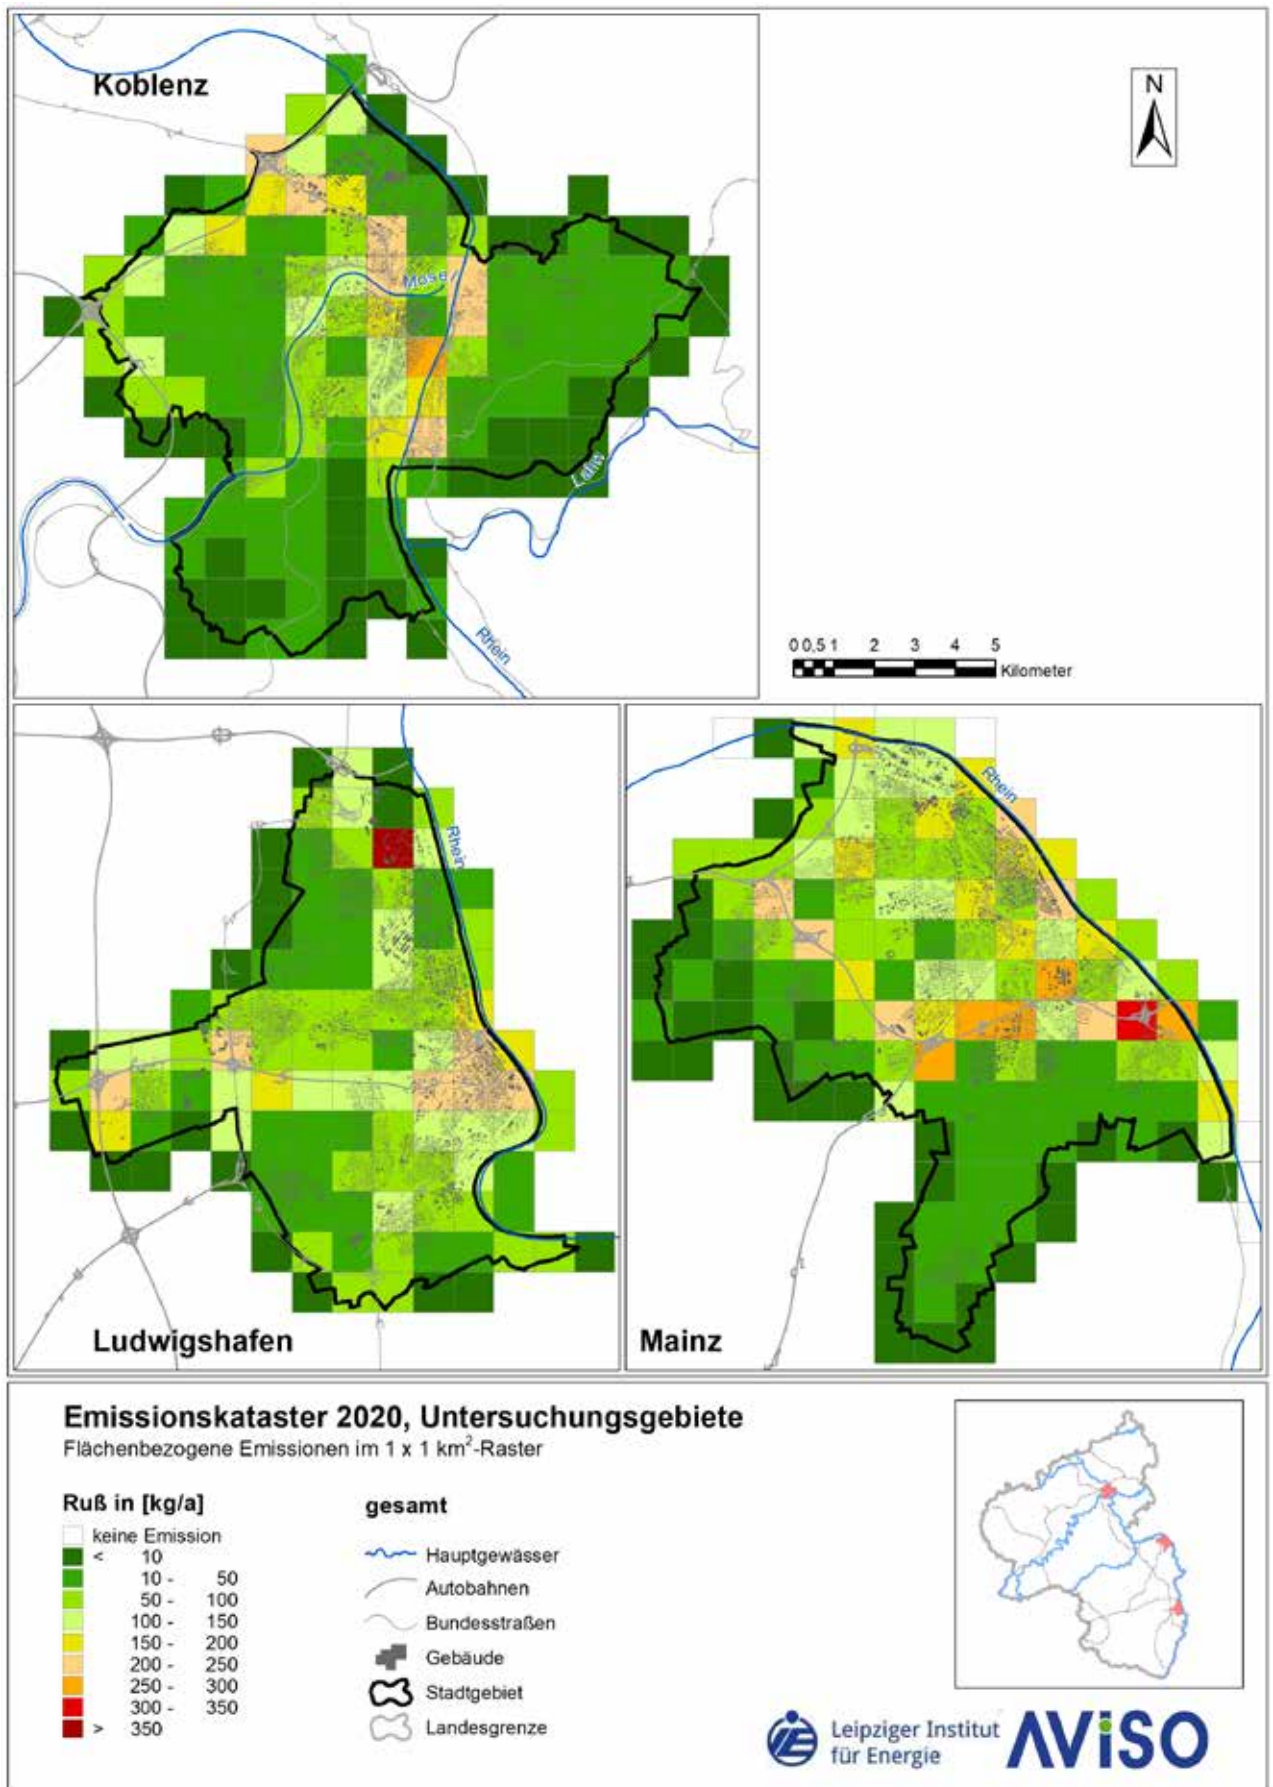 Koblenz
N
Mosel
Lahn
Rhein
0 0,5 1 2 3 4 5
Kilometer
Rhein
Ludwigshafen
Rhein
Mainz
Emissionskataster 2020, Untersuchungsgebiete
Flächenbezogene Emissionen im 1 x 1 km²-Raster
Ruß in [kg/a]
keine Emission
< 10
10 - 50
50 - 100
100 - 150
150 - 200
200 - 250
250 - 300
300 - 350
> 350
gesamt
Hauptgewässer
Autobahnen
Bundesstraßen
Gebäude
Stadtgebiet
Landesgrenze
Leipziger Institut
für Energie
AViSO